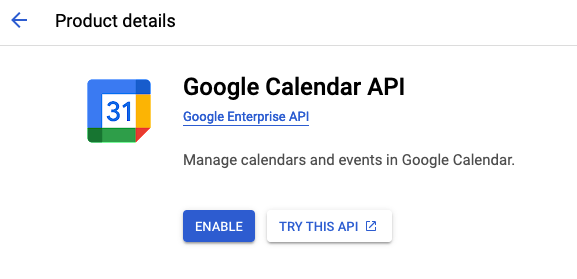 Product details
Google Calendar API
31
Google Enterprise API
Manage calendars and events in Google Calendar.
ENABLE
TRY THIS API